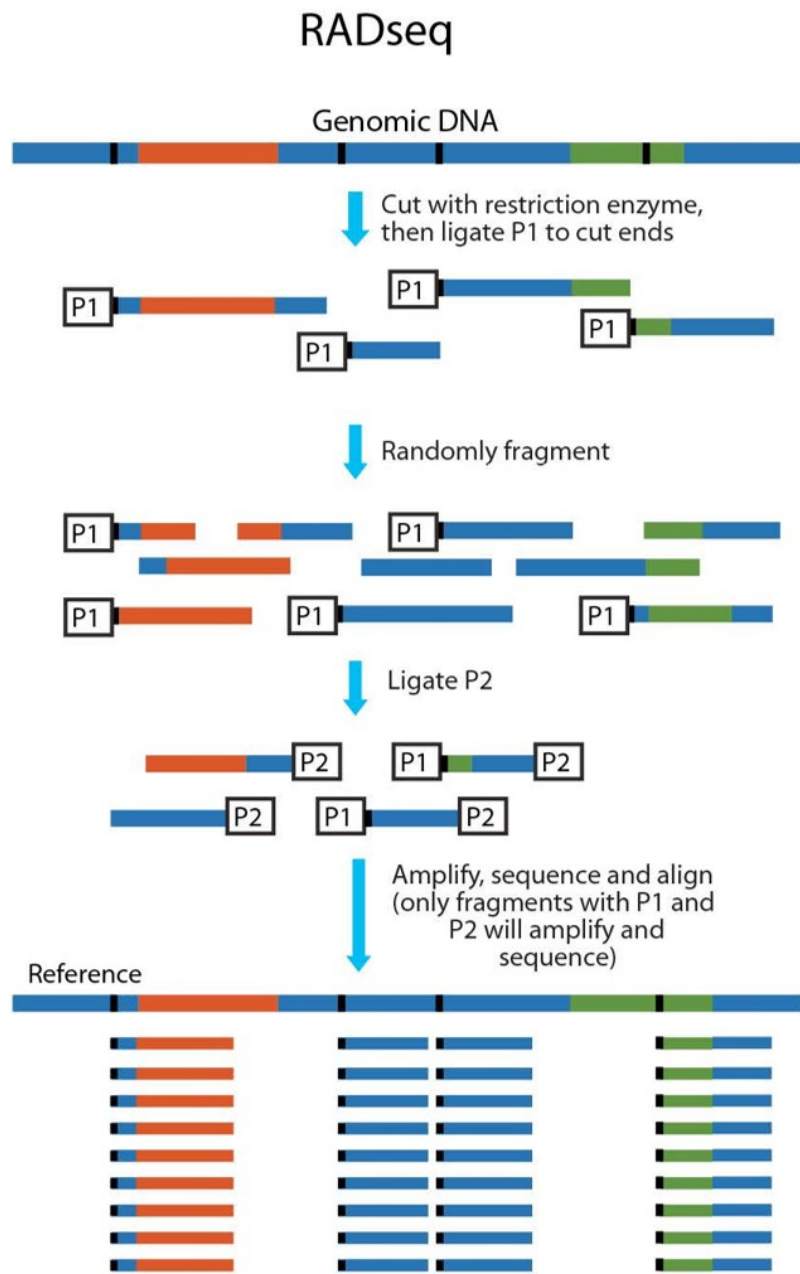 RADseq
Genomic DNA
Cut with restriction enzyme,
then ligate P1 to cut ends
P1
P1
P1
P1
Randomly fragment
P1
P1
P1
P1
P1
Ligate P2
P2
P1
P2
P2
P1
P2
Amplify, sequence and align
(only fragments with P1 and
P2 will amplify and
sequence)
Reference